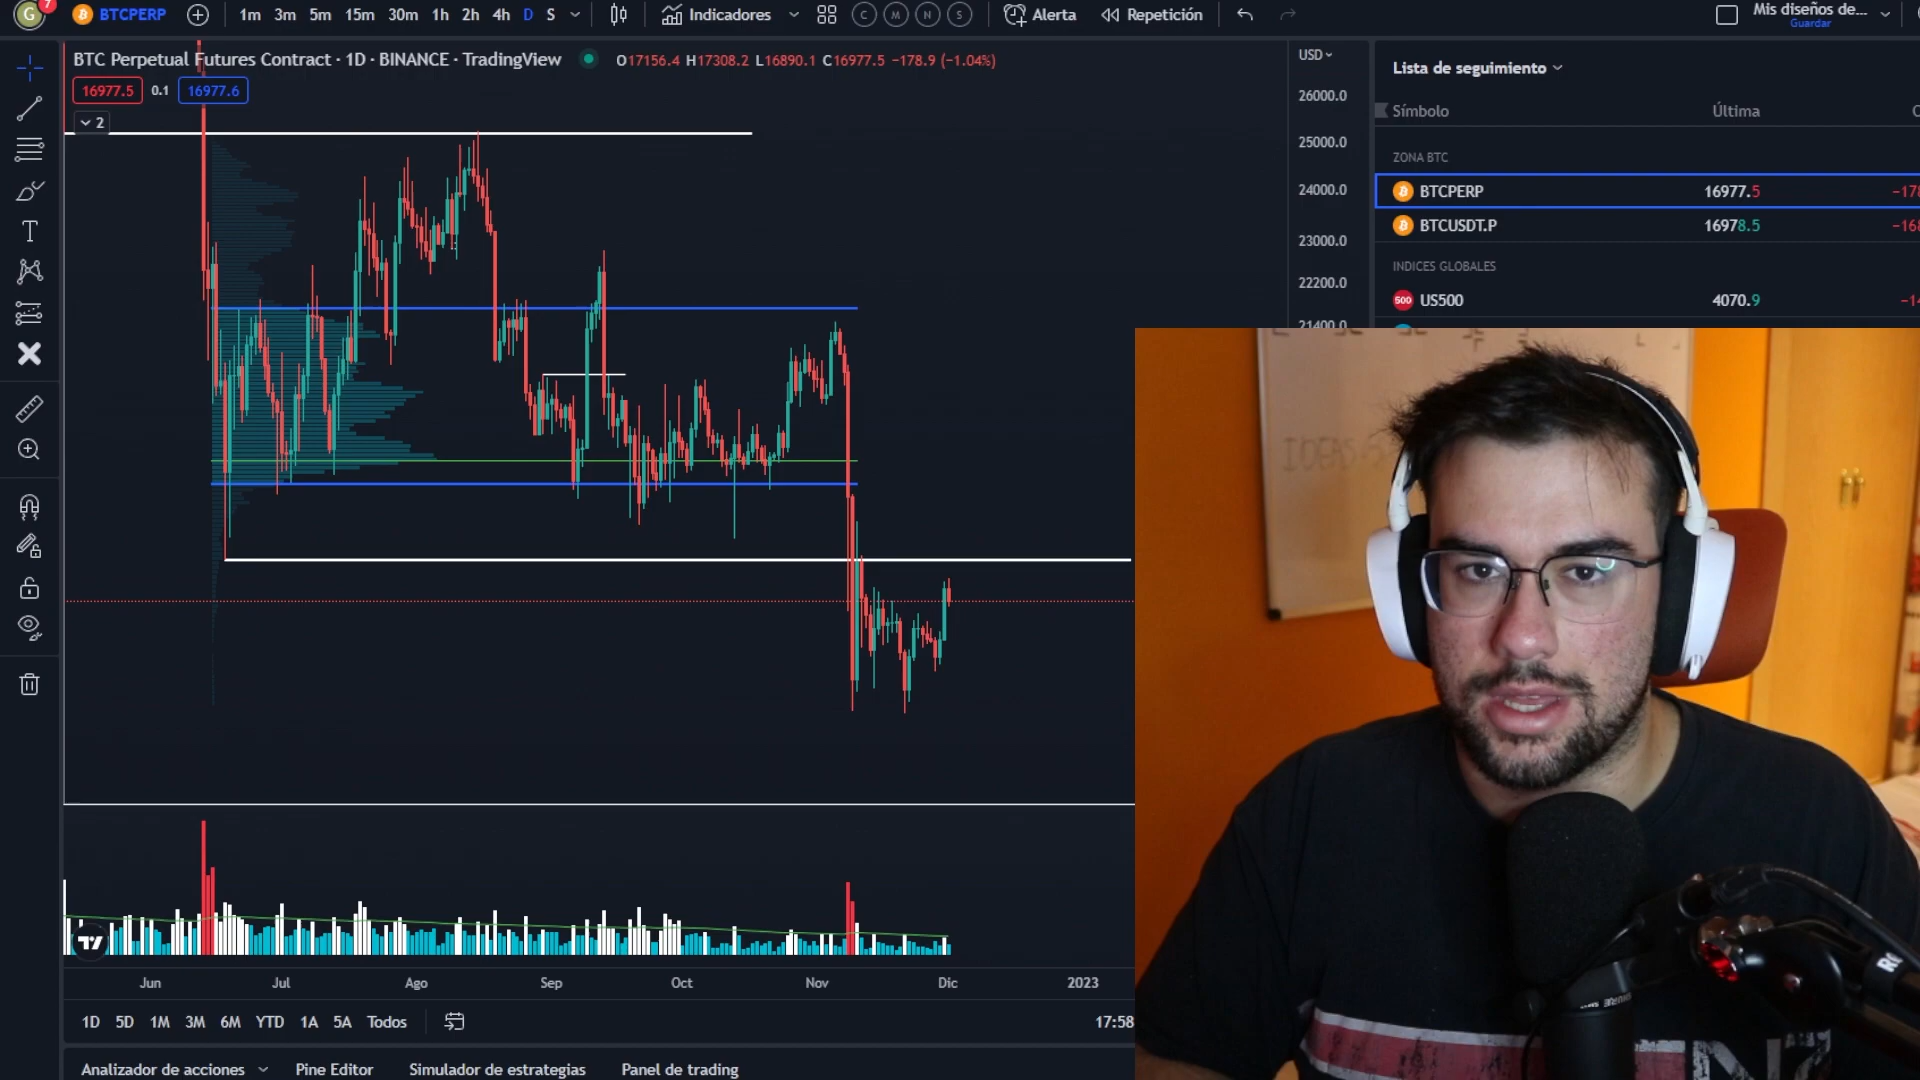 G 7 BTCPERP 1m 3m 5m 15m 30m 1h 2h 4h D S Indicadores C M N S Alerta Repetición Mis diseños de...
Guardar
BTC Perpetual Futures Contract · 1D · BINANCE · TradingView O17156.4 H17308.2 L16890.1 C16977.5 −178.9 (−1.04%)
16977.5 0.1 16977.6
2
USD
26000.0
25000.0
24000.0
23000.0
22200.0
21400.0
Lista de seguimiento
Símbolo Última
ZONA BTC
BTCPERP 16977.5
BTCUSDT.P 16978.5
INDICES GLOBALES
500 US500 4070.9
IDEAS
Jun Jul Ago Sep Oct Nov Dic 2023
1D 5D 1M 3M 6M YTD 1A 5A Todos 17:58
Analizador de acciones Pine Editor Simulador de estrategias Panel de trading